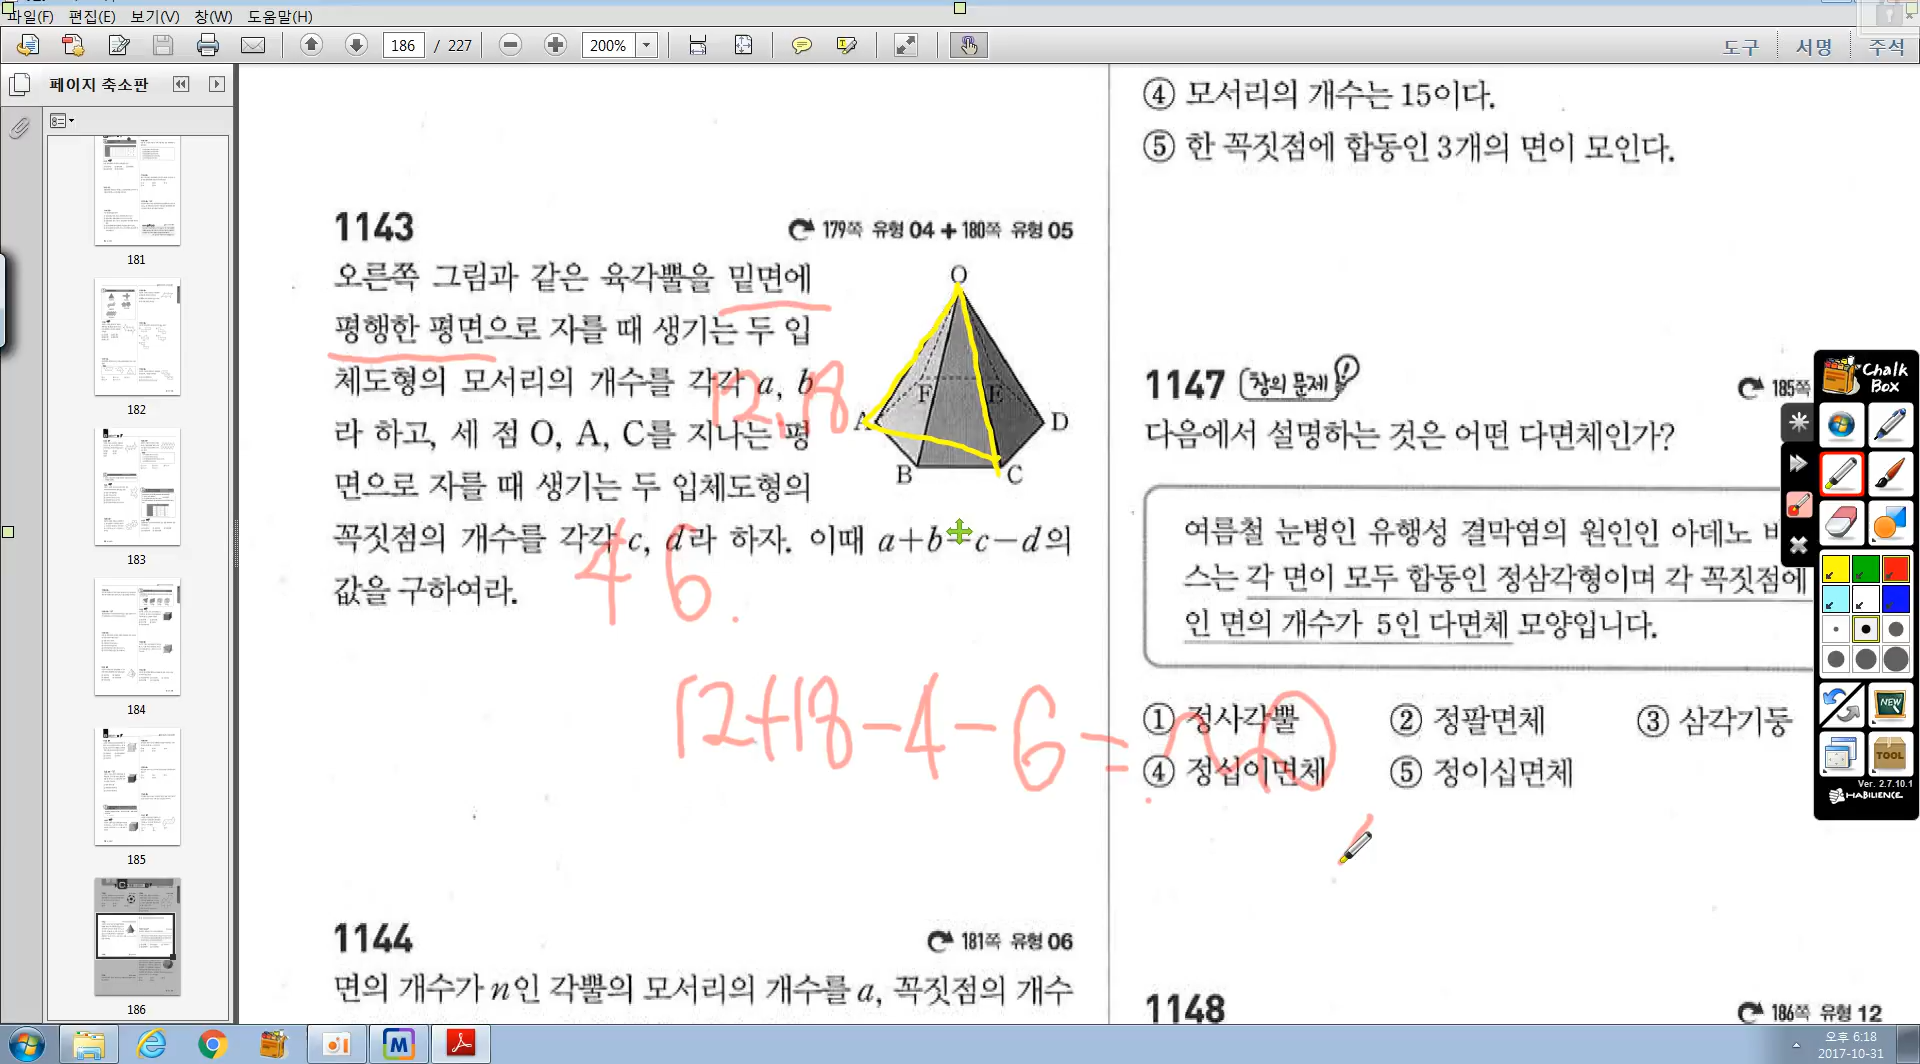 파일(F) 편집(E) 보기(V) 창(W) 도움말(H)
186 / 227 200% 도구 서명 주석
페이지 축소판
181
182
183
184
185
186
1143
179쪽 유형 04 + 180쪽 유형 05
오른쪽 그림과 같은 육각뿔을 밑면에
평행한 평면으로 자를 때 생기는 두 입
체도형의 모서리의 개수를 각각 a, b
라 하고, 세 점 O, A, C를 지나는 평
면으로 자를 때 생기는 두 입체도형의
꼭짓점의 개수를 각각 c, d라 하자. 이때 a+b-c-d의
값을 구하여라.
O
F E
A D
B C
12, 18
4 6.
12+18-4-6=20
1144
181쪽 유형 06
면의 개수가 n인 각뿔의 모서리의 개수를 a, 꼭짓점의 개수
④ 모서리의 개수는 15이다.
⑤ 한 꼭짓점에 합동인 3개의 면이 모인다.
1147 창의 문제
185쪽
다음에서 설명하는 것은 어떤 다면체인가?
여름철 눈병인 유행성 결막염의 원인인 아데노
스는 각 면이 모두 합동인 정삼각형이며 각 꼭짓점에
인 면의 개수가 5인 다면체 모양입니다.
① 정사각뿔 ② 정팔면체 ③ 삼각기둥
④ 정십이면체 ⑤ 정이십면체
1148
186쪽 유형 12
Chalk
Box
NEW
TOOL
Ver. 2.7.10.1
HABILIENCE
오후 6:18
2017-10-31